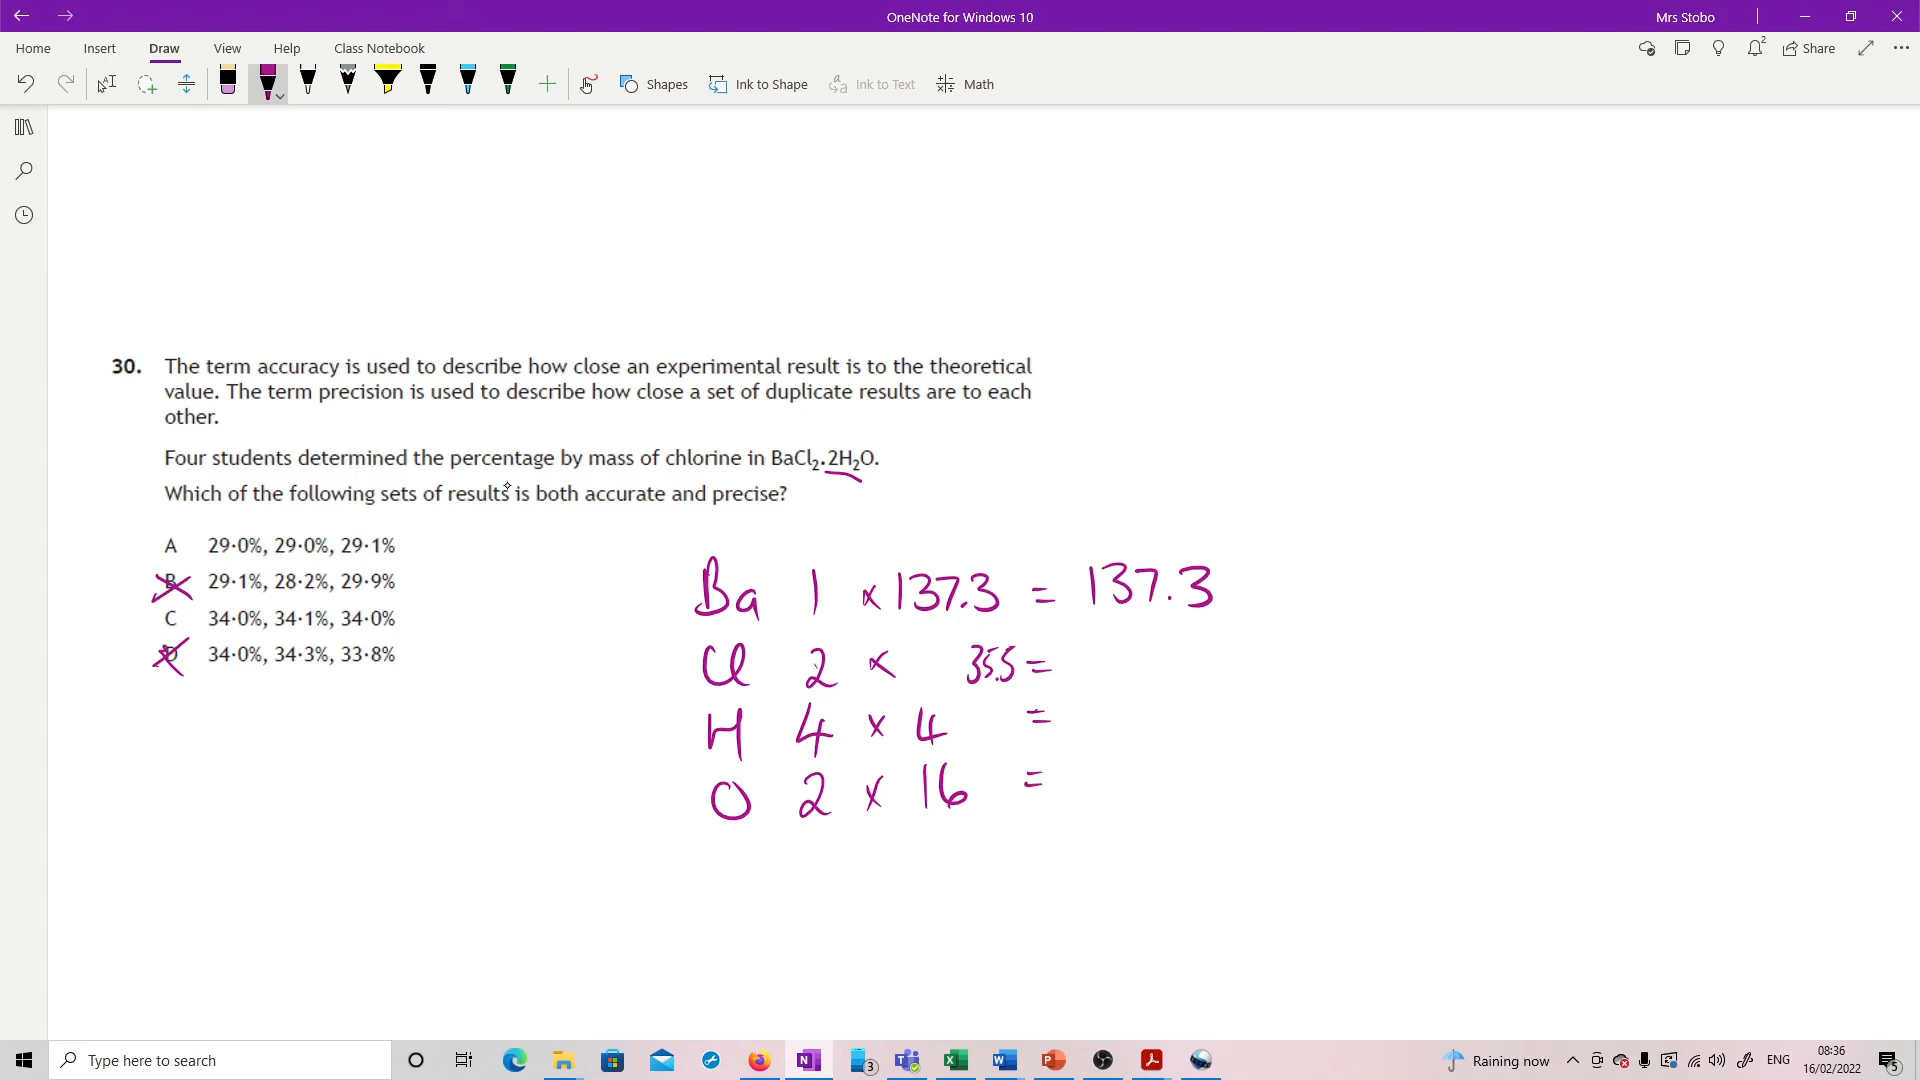 OneNote for Windows 10
Mrs Stobo
Home Insert Draw View Help Class Notebook
2
Share
Shapes Ink to Shape Ink to Text Math
30. The term accuracy is used to describe how close an experimental result is to the theoretical
value. The term precision is used to describe how close a set of duplicate results are to each
other.
Four students determined the percentage by mass of chlorine in BaCl₂.2H₂O.
Which of the following sets of results is both accurate and precise?
A 29·0%, 29·0%, 29·1%
B 29·1%, 28·2%, 29·9%
C 34·0%, 34·1%, 34·0%
D 34·0%, 34·3%, 33·8%
Ba 1 × 137.3 = 137.3
Cl 2 × 35.5 =
H 4 × 4 =
O 2 × 16 =
Type here to search
3
Raining now
ENG
08:36
16/02/2022
5